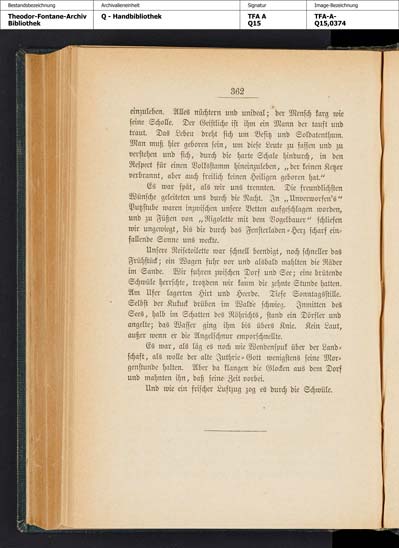 Bestandsbezeichnung Archivalieneinheit Signatur Image-Bezeichnung
Theodor-Fontane-Archiv Q - Handbibliothek TFA A TFA-A-
Bibliothek Q15 Q15,0374
362
einzuleben. Alles nüchtern und unideal; der Mensch karg wie
seine Scholle. Der Geistliche ist ihm ein Mann der tauft und
traut. Das Leben dreht sich um Besitz und Soldatenthum.
Man muß hier geboren sein, um diese Leute zu fassen und zu
verstehen und sich, durch die harte Schale hindurch, in den
Respekt für einen Volksstamm hineinzuleben, „der keinen Ketzer
verbrannt, aber auch freilich keinen Heiligen geboren hat.“
Es war spät, als wir uns trennten. Die freundlichsten
Wünsche geleiteten uns durch die Nacht. In „Unverworfen's“
Putzstube waren inzwischen unsere Betten aufgeschlagen worden,
und zu Füßen von „Rigolette mit dem Vogelbauer“ schliefen
wir ungewiegt, bis die durch das Fensterladen-Herz scharf ein-
fallende Sonne uns weckte.
Unsere Reisetoilette war schnell beendigt, noch schneller das
Frühstück; ein Wagen fuhr vor und alsbald mahlten die Räder
im Sande. Wir fuhren zwischen Dorf und See; eine brütende
Schwüle herrschte, trotzdem wir kaum die zehnte Stunde hatten.
Am Ufer lagerten Hirt und Heerde. Tiefe Sonntagsstille.
Selbst der Kukuk drüben im Walde schwieg. Inmitten des
Sees, halb im Schatten des Röhrichts, stand ein Dörfler und
angelte; das Wasser ging ihm bis übers Knie. Kein Laut,
außer wenn er die Angelschnur emporschnellte.
Es war, als läg es noch wie Wendenspuk über der Land-
schaft, als wolle der alte Juthrie-Gott wenigstens seine Mor-
genstunde halten. Aber da klangen die Glocken aus dem Dorf
und mahnten ihn, daß seine Zeit vorbei.
Und wie ein frischer Luftzug zog es durch die Schwüle.